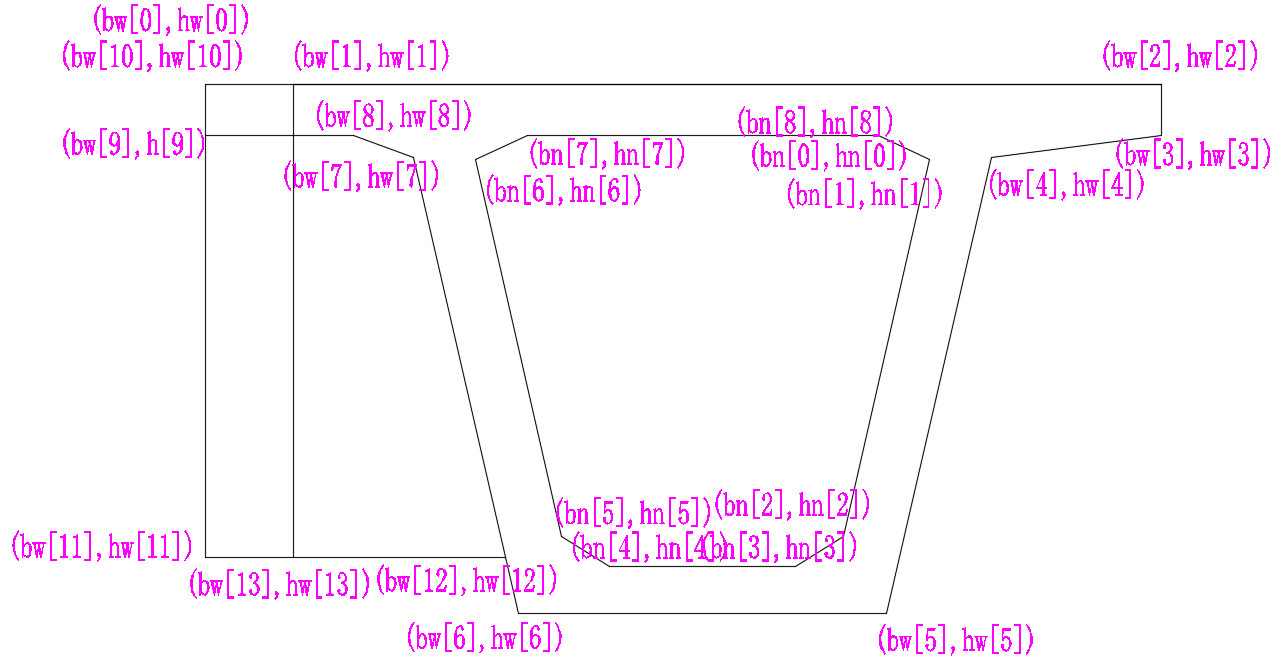 (bw[0],hw[0])
(bw[10],hw[10])
(bw[1],hw[1])
(bw[2],hw[2])
(bw[8],hw[8])
(bn[8],hn[8])
(bw[9],h[9])
(bn[7],hn[7])
(bn[0],hn[0])
(bw[3],hw[3])
(bw[7],hw[7])
(bn[6],hn[6])
(bn[1],hn[1])
(bw[4],hw[4])
(bn[5],hn[5])
(bn[2],hn[2])
(bw[11],hw[11])
(bn[4],hn[4])
(bn[3],hn[3])
(bw[13],hw[13])
(bw[12],hw[12])
(bw[6],hw[6])
(bw[5],hw[5])